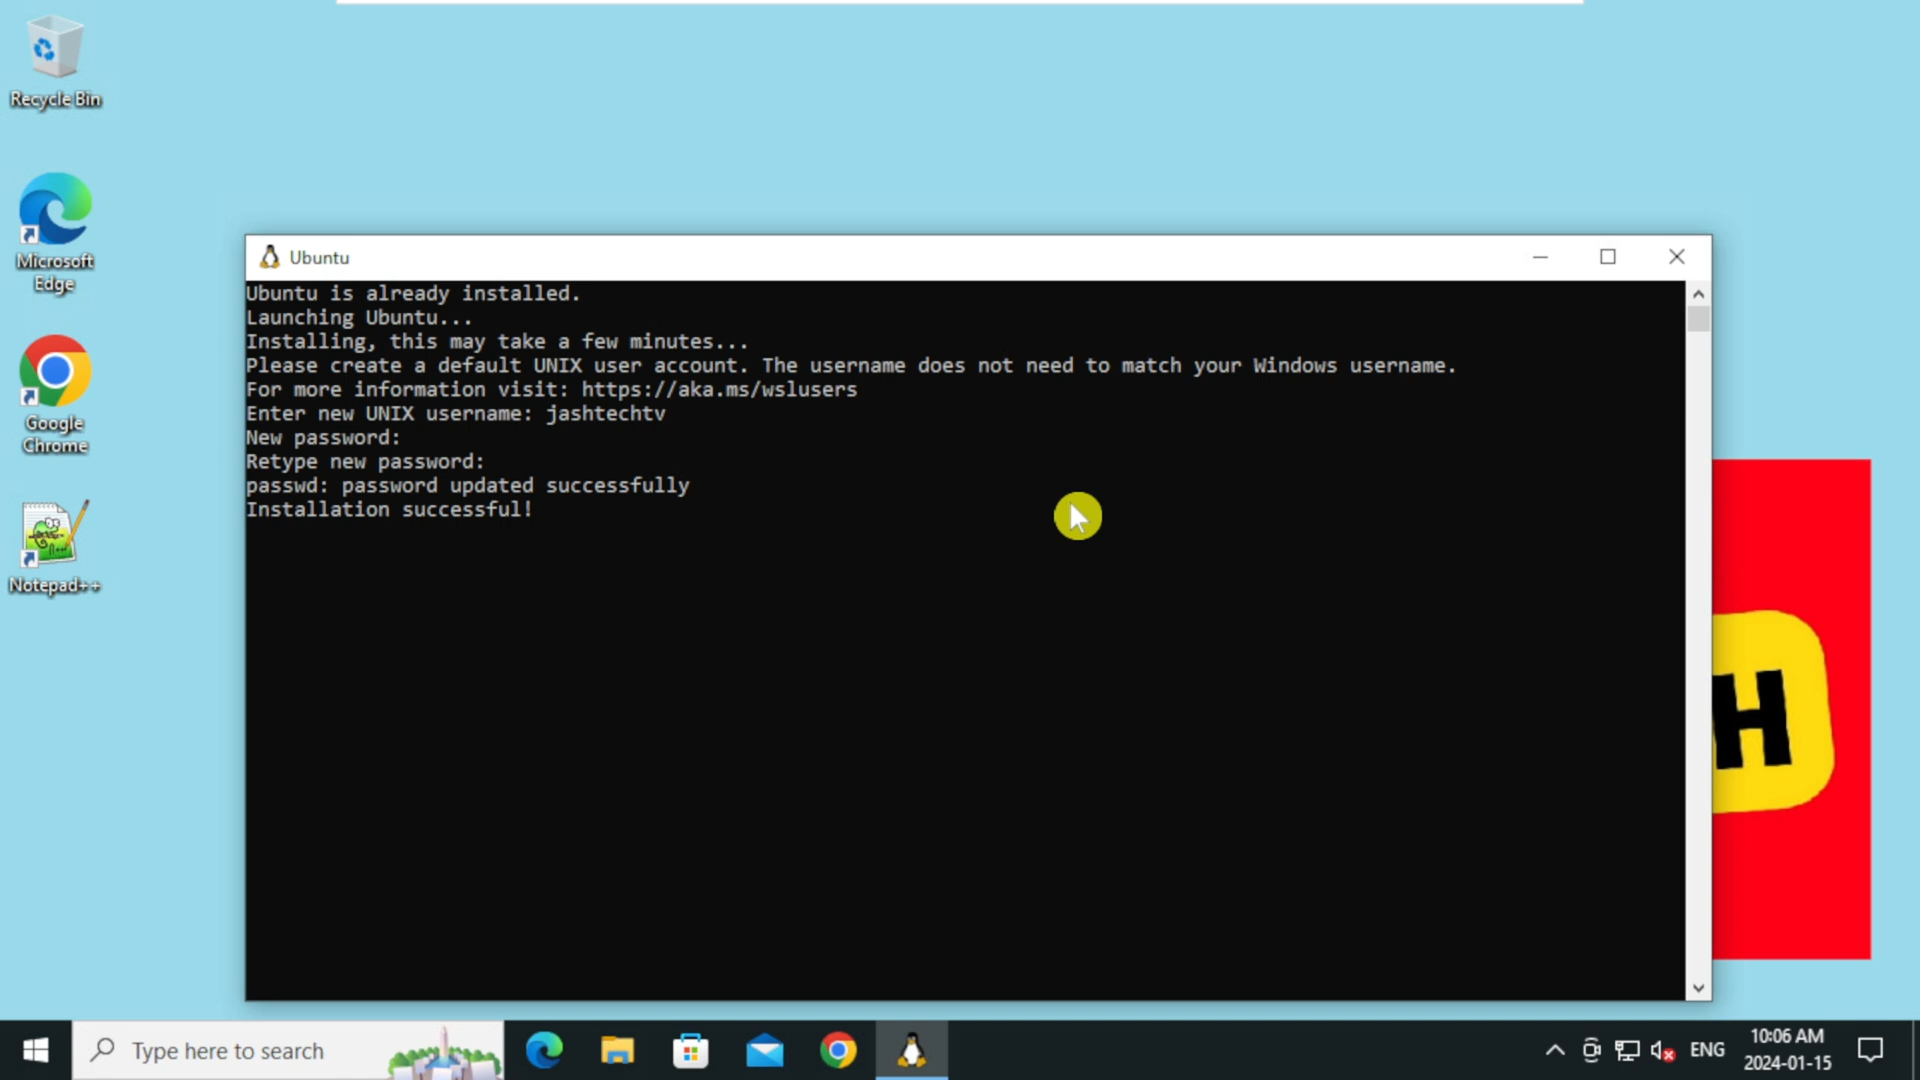 Recycle Bin
Microsoft
Edge
Google
Chrome
Notepad++
Ubuntu
Ubuntu is already installed.
Launching Ubuntu...
Installing, this may take a few minutes...
Please create a default UNIX user account. The username does not need to match your Windows username.
For more information visit: https://aka.ms/wslusers
Enter new UNIX username: jashtechtv
New password:
Retype new password:
passwd: password updated successfully
Installation successful!
H
Type here to search
ENG
10:06 AM
2024-01-15